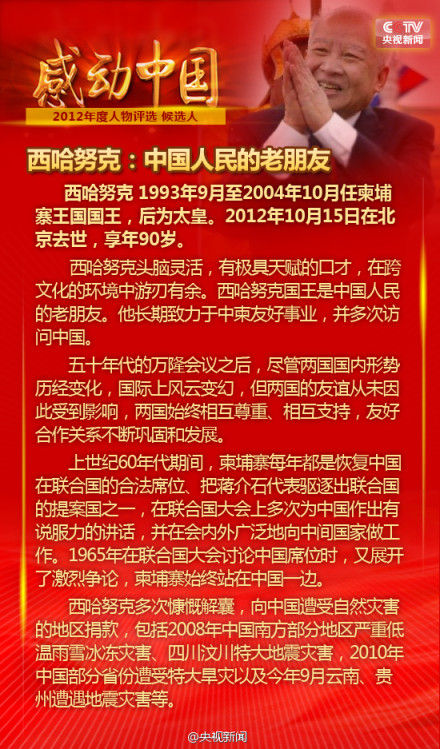 CCTV
央视新闻
感动中国
2012年度人物评选 候选人
西哈努克：中国人民的老朋友
西哈努克 1993年9月至2004年10月任柬埔
寨王国国王，后为太皇。2012年10月15日在北
京去世，享年90岁。
西哈努克头脑灵活，有极具天赋的口才，在跨
文化的环境中游刃有余。西哈努克国王是中国人民
的老朋友。他长期致力于中柬友好事业，并多次访
问中国。
五十年代的万隆会议之后，尽管两国国内形势
历经变化，国际上风云变幻，但两国的友谊从未因
此受到影响，两国始终相互尊重、相互支持，友好
合作关系不断巩固和发展。
上世纪60年代期间，柬埔寨每年都是恢复中国
在联合国的合法席位、把蒋介石代表驱逐出联合国
的提案国之一，在联合国大会上多次为中国作出有
说服力的讲话，并在会内外广泛地向中间国家做工
作。1965年在联合国大会讨论中国席位时，又展开
了激烈争论，柬埔寨始终站在中国一边。
西哈努克多次慷慨解囊，向中国遭受自然灾害
的地区捐款，包括2008年中国南方部分地区严重低
温雨雪冰冻灾害、四川汶川特大地震灾害，2010年
中国部分省份遭受特大旱灾以及今年9月云南、贵
州遭遇地震灾害等。
@央视新闻